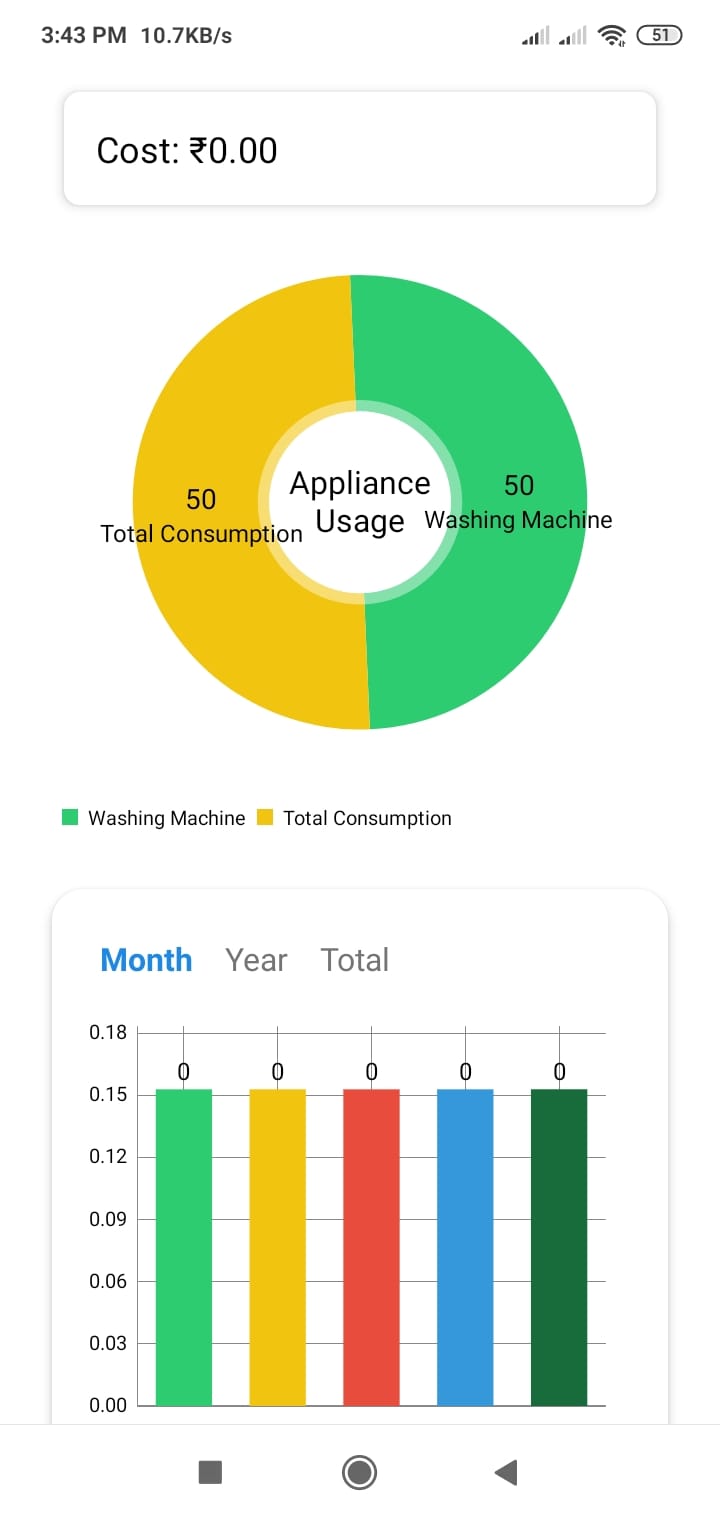 3:43 PM 10.7KB/s 51
Cost: ₹0.00
Appliance
Usage
50
Total Consumption
50
Washing Machine
Washing Machine Total Consumption
Month Year Total
0.18
0 0 0 0 0
0.15
0.12
0.09
0.06
0.03
0.00